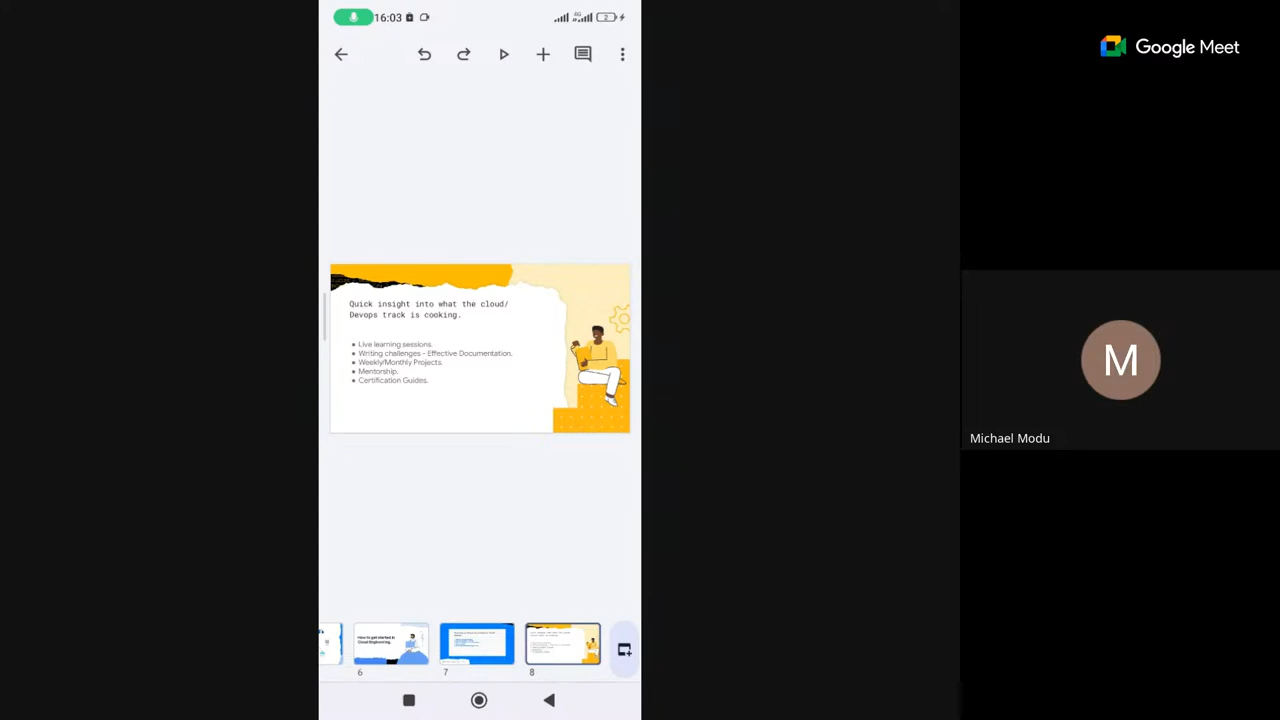 16:03
4G
2
Google Meet
Quick insight into what the cloud/
Devops track is cooking.
● Live learning sessions.
● Writing challenges - Effective Documentation.
● Weekly/Monthly Projects.
● Mentorship.
● Certification Guides.
M
Michael Modu
How to get started in
Cloud Engineering.
6
7
8